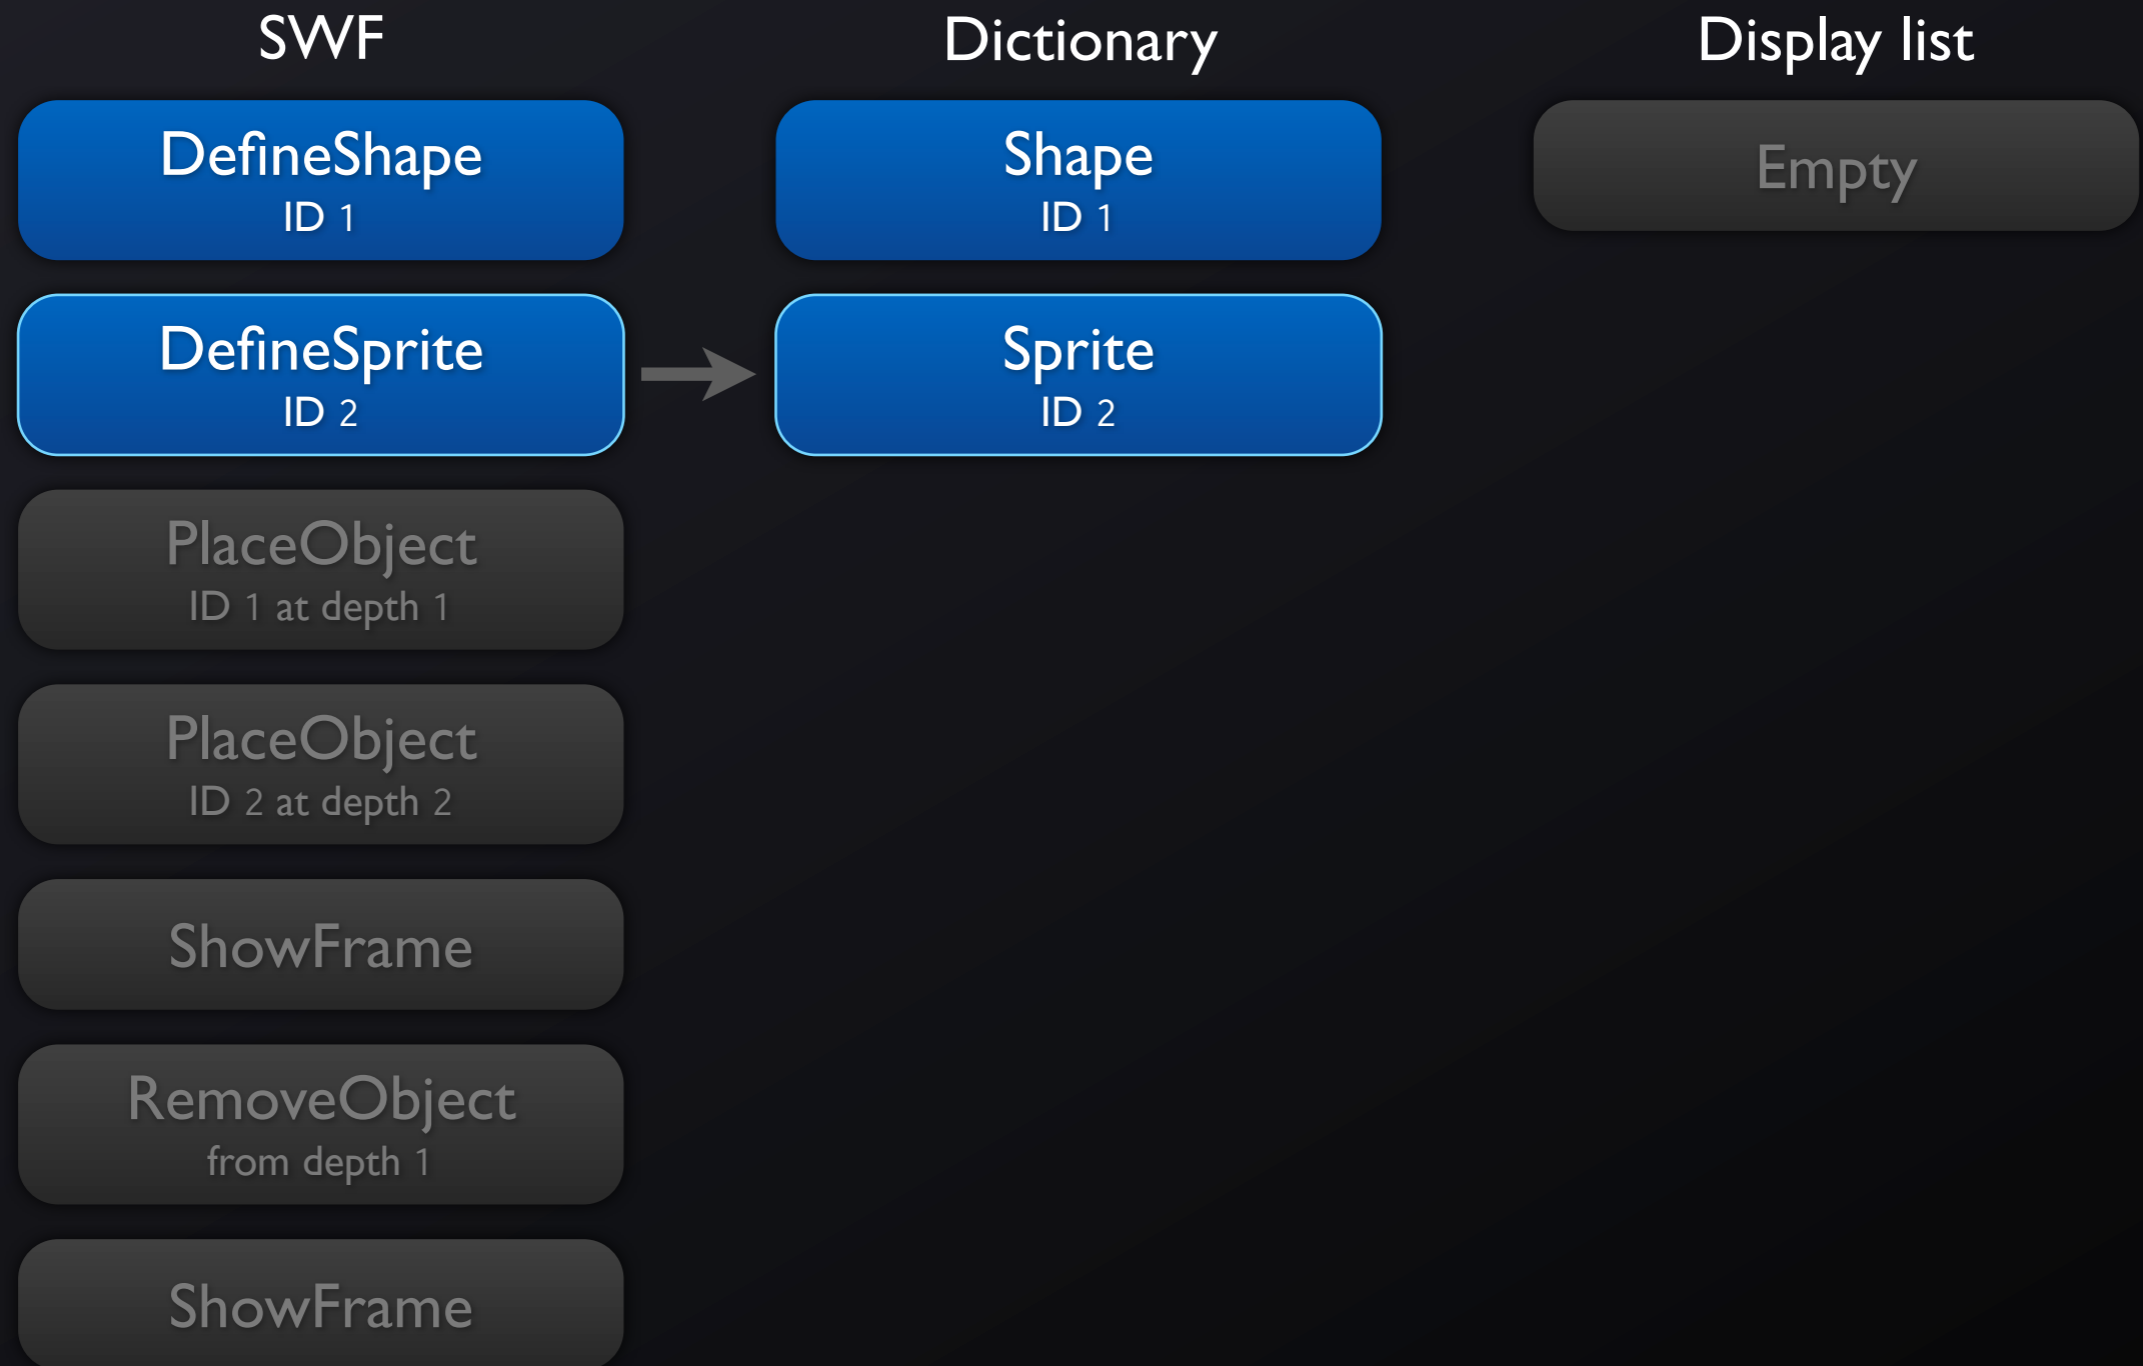 SWF
Dictionary
Display list
DefineShape
ID 1
Shape
ID 1
Empty
DefineSprite
ID 2
Sprite
ID 2
PlaceObject
ID 1 at depth 1
PlaceObject
ID 2 at depth 2
ShowFrame
RemoveObject
from depth 1
ShowFrame